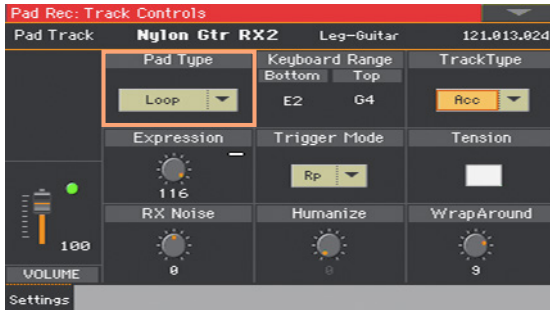 Pad Rec: Track Controls
Pad Track Nylon Gtr RX2 Leg-Guitar 121.013.024
Pad Type Keyboard Range TrackType
Bottom Top
Loop E2 G4 Acc
Expression Trigger Mode Tension
Rp
116
RX Noise Humanize WrapAround
100
VOLUME 0 0 9
Settings